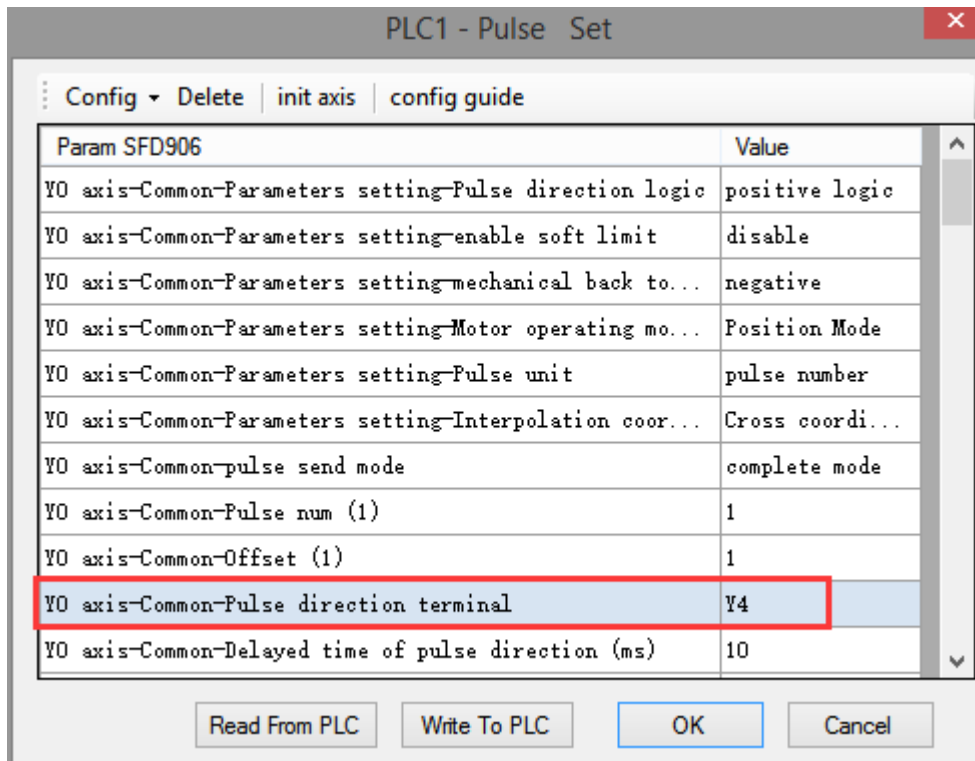 PLC1 - Pulse Set
Config Delete init axis config guide
Param SFD906 Value
Y0 axis-Common-Parameters setting-Pulse direction logic positive logic
Y0 axis-Common-Parameters setting-enable soft limit disable
Y0 axis-Common-Parameters setting-mechanical back to... negative
Y0 axis-Common-Parameters setting-Motor operating mo... Position Mode
Y0 axis-Common-Parameters setting-Pulse unit pulse number
Y0 axis-Common-Parameters setting-Interpolation coor... Cross coordi...
Y0 axis-Common-pulse send mode complete mode
Y0 axis-Common-Pulse num (1) 1
Y0 axis-Common-Offset (1) 1
Y0 axis-Common-Pulse direction terminal Y4
Y0 axis-Common-Delayed time of pulse direction (ms) 10
Read From PLC Write To PLC OK Cancel